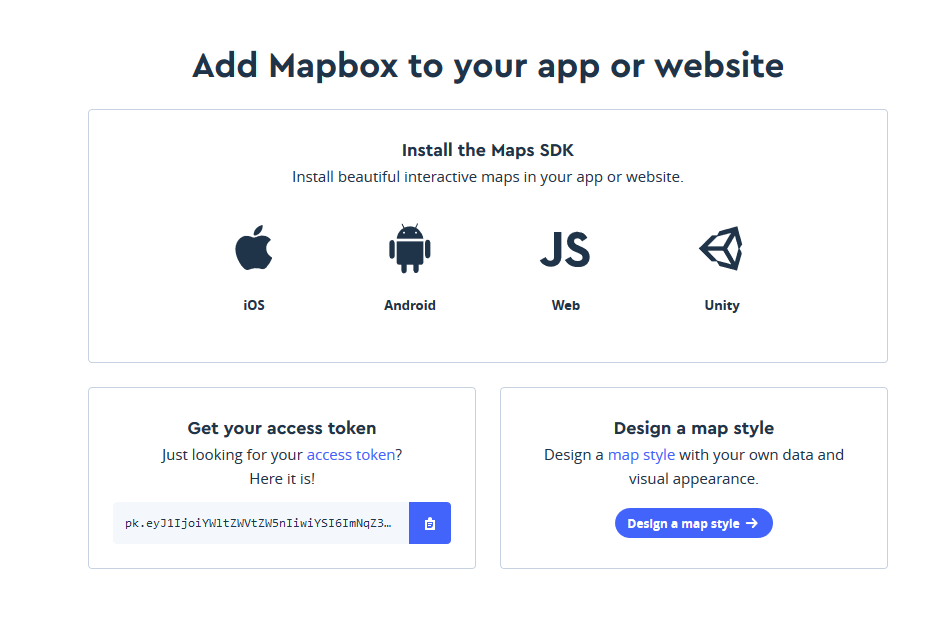 Add Mapbox to your app or website
Install the Maps SDK
Install beautiful interactive maps in your app or website.
JS
iOS
Android
Web
Unity
Get your access token
Just looking for your access token?
Here it is!
pk.eyJ1IjoiYWltZWVtZW5nIiwiYSI6ImNqZ3…
Design a map style
Design a map style with your own data and
visual appearance.
Design a map style →